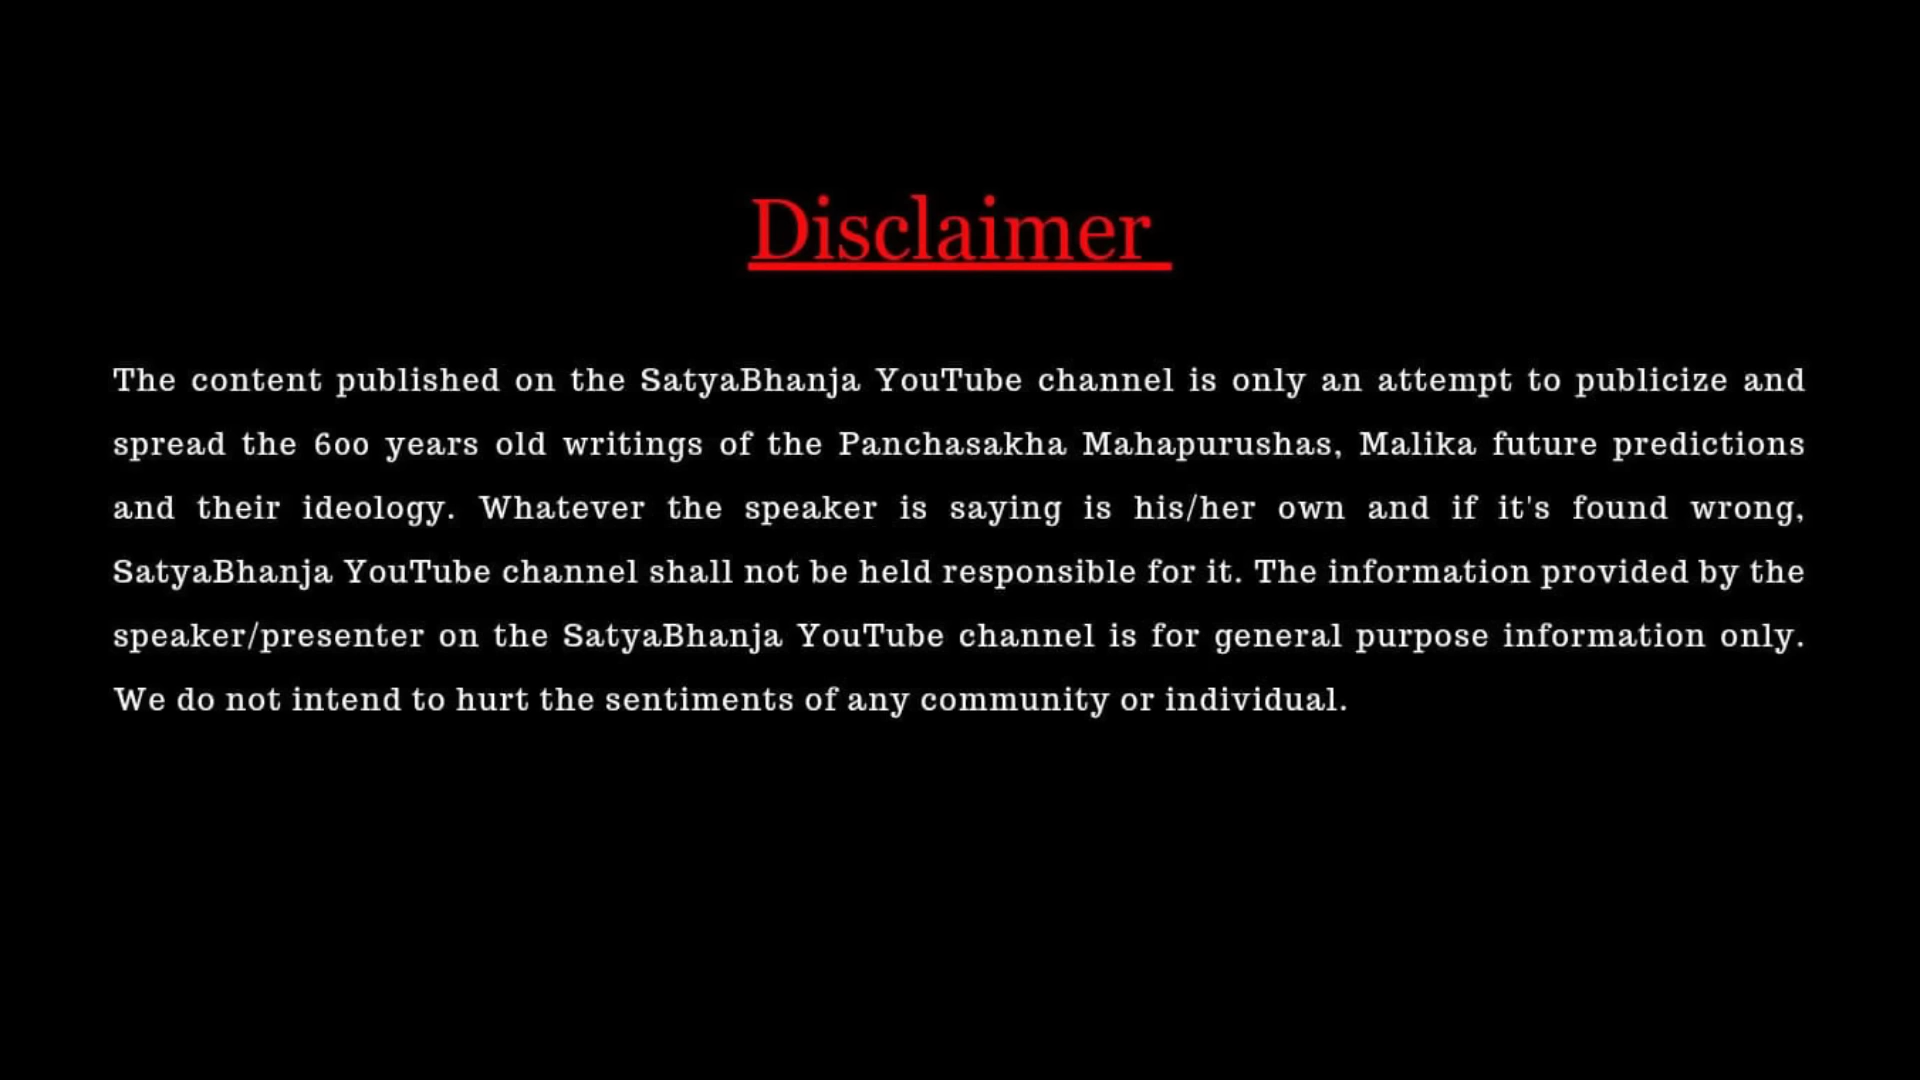 Disclaimer
The content published on the SatyaBhanja YouTube channel is only an attempt to publicize and
spread the 600 years old writings of the Panchasakha Mahapurushas, Malika future predictions
and their ideology. Whatever the speaker is saying is his/her own and if it's found wrong,
SatyaBhanja YouTube channel shall not be held responsible for it. The information provided by the
speaker/presenter on the SatyaBhanja YouTube channel is for general purpose information only.
We do not intend to hurt the sentiments of any community or individual.